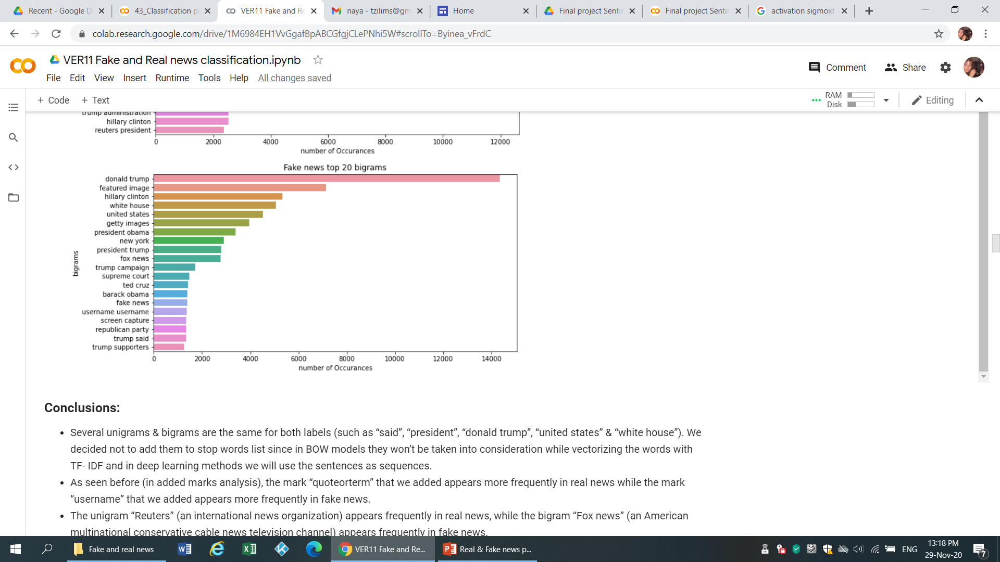 Recent - Google D
43_Classification p
VER11 Fake and Re
naya - tzilims@gm
Home
Final project Sentin
Final project Sentin
activation sigmoid
colab.research.google.com/drive/1M6984EH1VvGgafBpABCGfgjCLePNhi5W#scrollTo=Byinea_vFrdC
VER11 Fake and Real news classification.ipynb
Comment
Share
File Edit View Insert Runtime Tools Help All changes saved
+ Code + Text
RAM
Disk
Editing
trump administration
hillary clinton
reuters president
0 2000 4000 6000 8000 10000 12000
number of Occurances
Fake news top 20 bigrams
bigrams
donald trump
featured image
hillary clinton
white house
united states
getty images
president obama
new york
president trump
fox news
trump campaign
supreme court
ted cruz
barack obama
fake news
username username
screen capture
republican party
trump said
trump supporters
0 2000 4000 6000 8000 10000 12000 14000
number of Occurances
Conclusions:
• Several unigrams & bigrams are the same for both labels (such as “said”, “president”, “donald trump”, “united states” & “white house”). We
decided not to add them to stop words list since in BOW models they won’t be taken into consideration while vectorizing the words with
TF- IDF and in deep learning methods we will use the sentences as sequences.
• As seen before (in added marks analysis), the mark “quoteorterm” that we added appears more frequently in real news while the mark
“username” that we added appears more frequently in fake news.
• The unigram “Reuters” (an international news organization) appears frequently in real news, while the bigram “Fox news” (an American
multinational conservative cable news television channel) appears frequently in fake news.
Fake and real news
VER11 Fake and Re...
Real & Fake news p...
ENG
13:18 PM
29-Nov-20
7